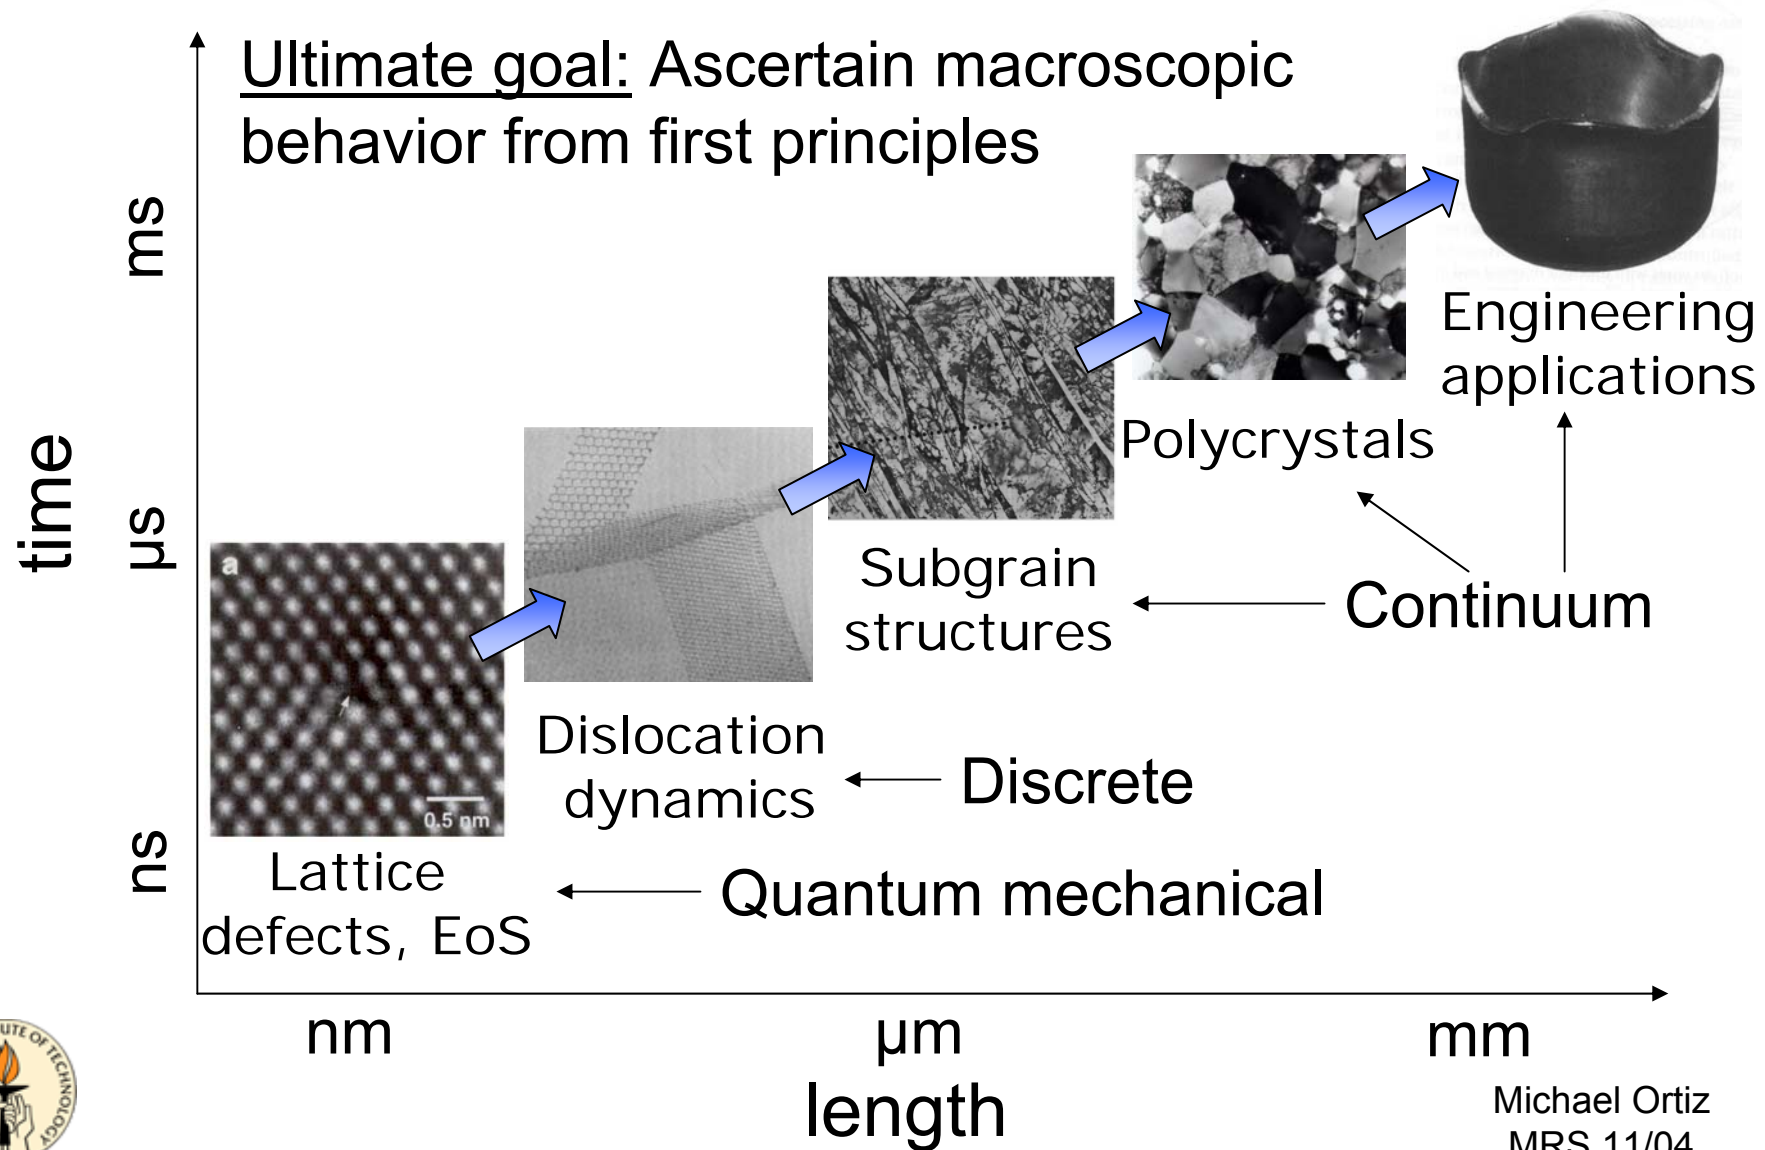 Ultimate goal: Ascertain macroscopic
behavior from first principles
time
ms
µs
ns
a
0.5 nm
Lattice
defects, EoS
Dislocation
dynamics
Subgrain
structures
Polycrystals
Engineering
applications
Continuum
Discrete
Quantum mechanical
nm
µm
mm
length
OF TECHNOLOGY
Michael Ortiz
MRS 11/04